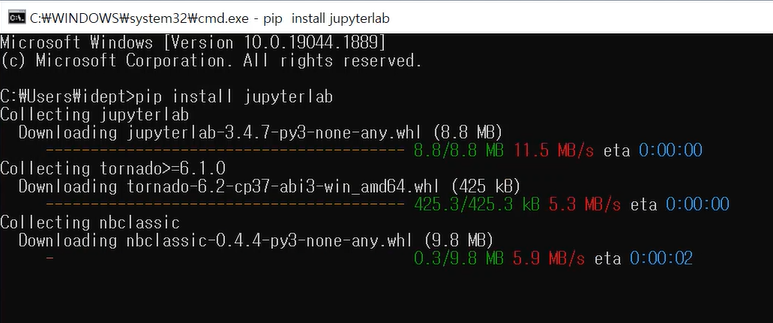 C:₩WINDOWS₩system32₩cmd.exe - pip  install jupyterlab
Microsoft Windows [Version 10.0.19044.1889]
(c) Microsoft Corporation. All rights reserved.
C:₩Users₩idept>pip install jupyterlab
Collecting jupyterlab
  Downloading jupyterlab-3.4.7-py3-none-any.whl (8.8 MB)
     ---------------------------------------- 8.8/8.8 MB 11.5 MB/s eta 0:00:00
Collecting tornado>=6.1.0
  Downloading tornado-6.2-cp37-abi3-win_amd64.whl (425 kB)
     ---------------------------------------- 425.3/425.3 kB 5.3 MB/s eta 0:00:00
Collecting nbclassic
  Downloading nbclassic-0.4.4-py3-none-any.whl (9.8 MB)
     - 0.3/9.8 MB 5.9 MB/s eta 0:00:02